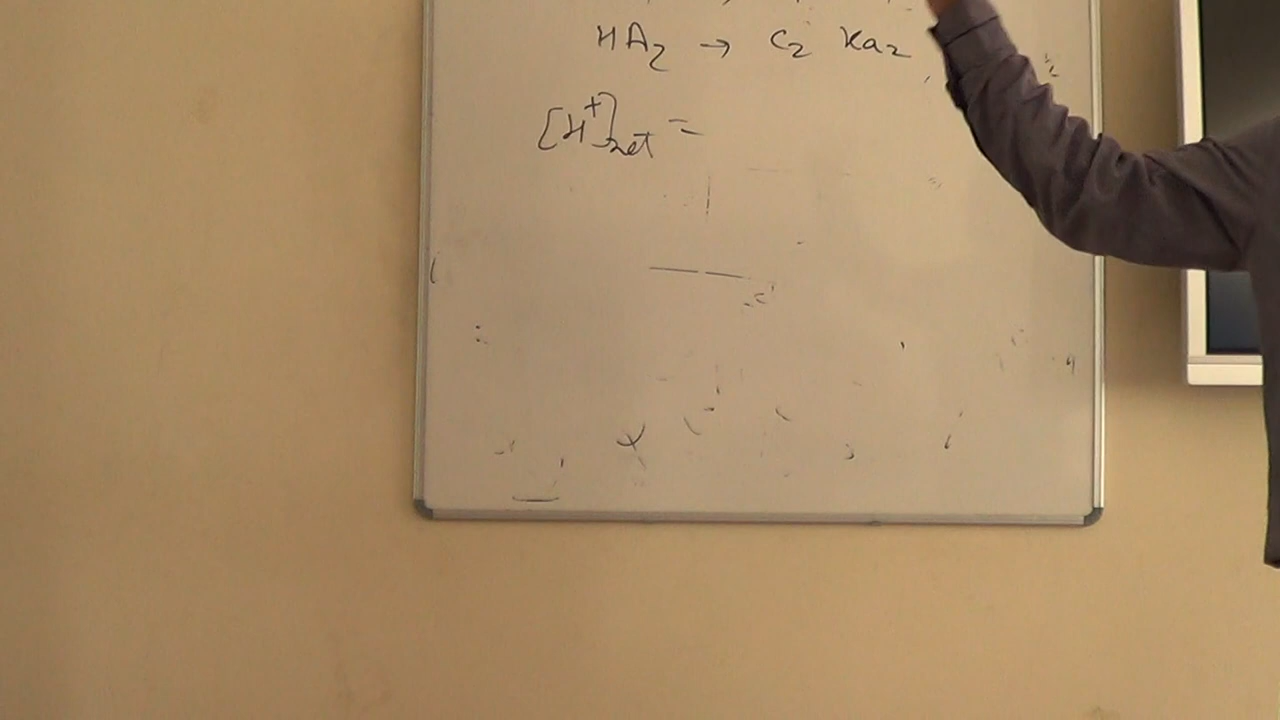 HA₂ → C₂ Ka₂
[H⁺]net =